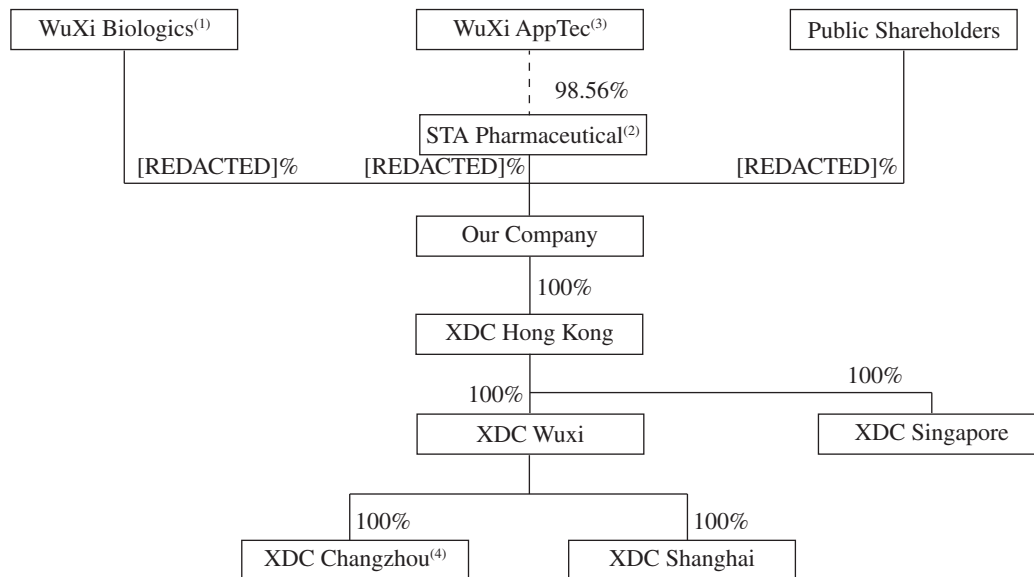 WuXi Biologics(1)
WuXi AppTec(3)
Public Shareholders
98.56%
STA Pharmaceutical(2)
[REDACTED]%
[REDACTED]%
[REDACTED]%
Our Company
100%
XDC Hong Kong
100%
100%
XDC Wuxi
XDC Singapore
100%
100%
XDC Changzhou(4)
XDC Shanghai